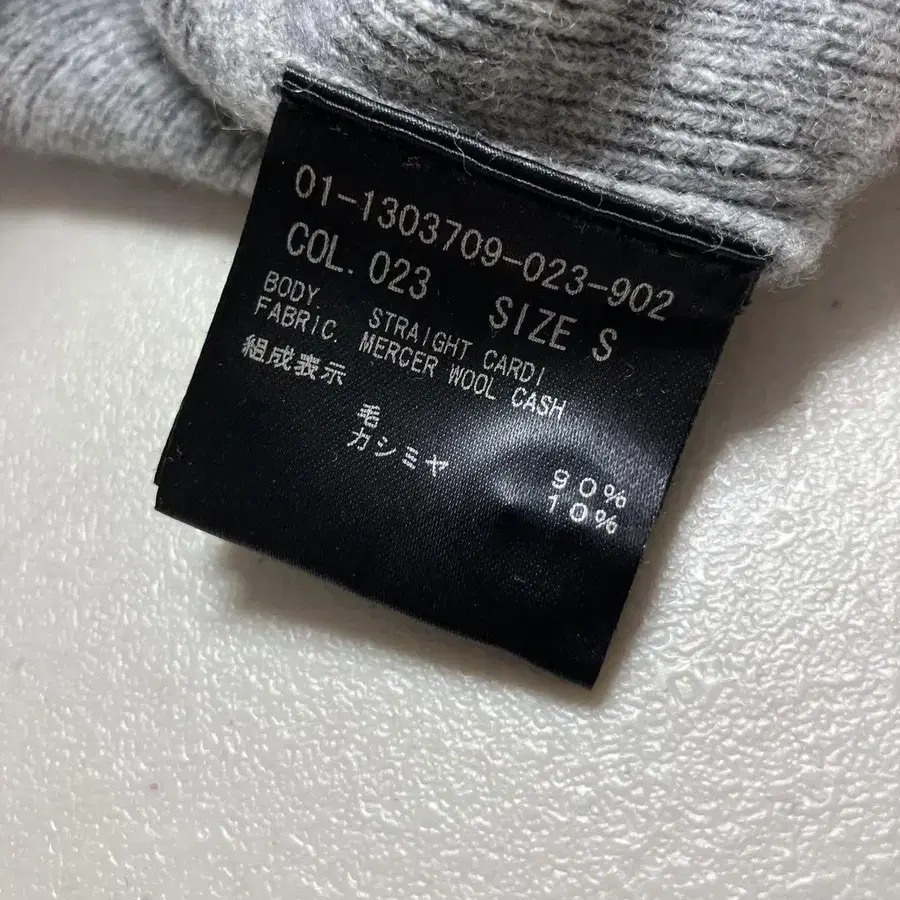 01-1303709-023-902
COL. 023 SIZE S
BODY STRAIGHT CARDI
FABRIC MERCER WOOL CASH
組成表示
毛 90%
カシミヤ 10%